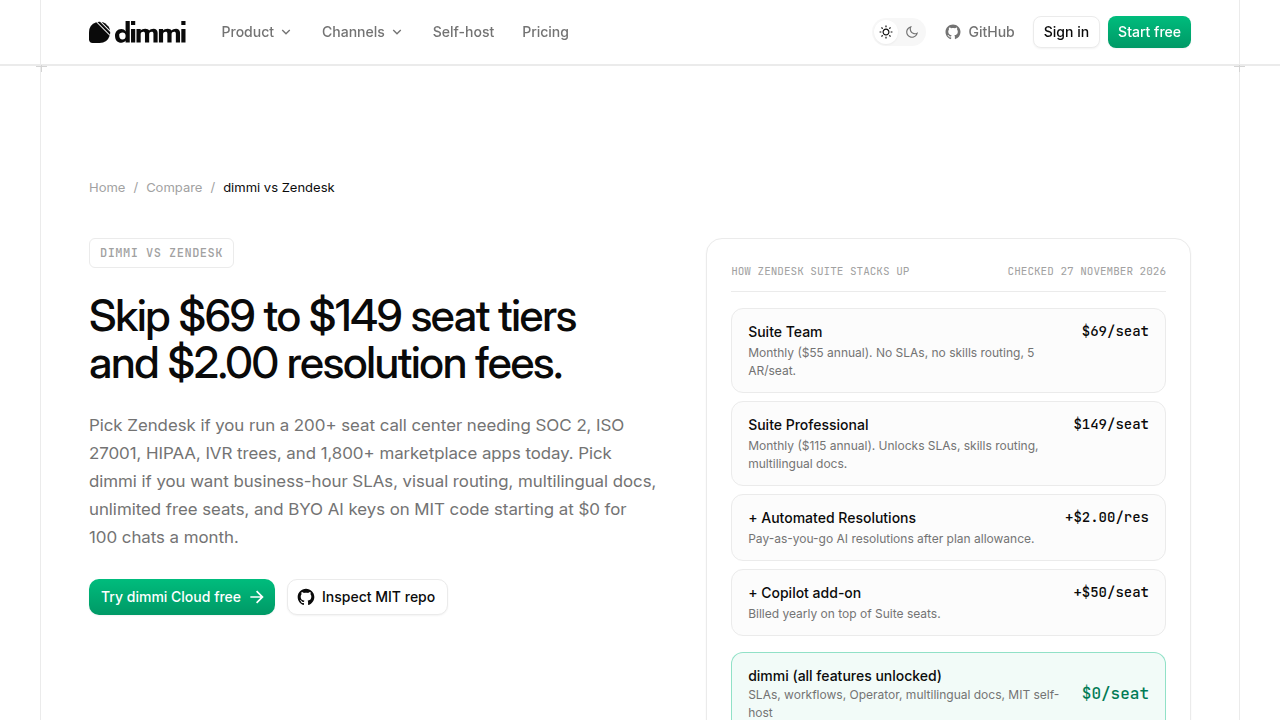 dimmi
Product
Channels
Self-host
Pricing
GitHub
Sign in
Start free
Home / Compare / dimmi vs Zendesk
DIMMI VS ZENDESK
Skip $69 to $149 seat tiers
and $2.00 resolution fees.
Pick Zendesk if you run a 200+ seat call center needing SOC 2, ISO
27001, HIPAA, IVR trees, and 1,800+ marketplace apps today. Pick
dimmi if you want business-hour SLAs, visual routing, multilingual docs,
unlimited free seats, and BYO AI keys on MIT code starting at $0 for
100 chats a month.
Try dimmi Cloud free
Inspect MIT repo
HOW ZENDESK SUITE STACKS UP
CHECKED 27 NOVEMBER 2026
Suite Team
$69/seat
Monthly ($55 annual). No SLAs, no skills routing, 5
AR/seat.
Suite Professional
$149/seat
Monthly ($115 annual). Unlocks SLAs, skills routing,
multilingual docs.
+ Automated Resolutions
+$2.00/res
Pay-as-you-go AI resolutions after plan allowance.
+ Copilot add-on
+$50/seat
Billed yearly on top of Suite seats.
dimmi (all features unlocked)
$0/seat
SLAs, workflows, Operator, multilingual docs, MIT self-
host